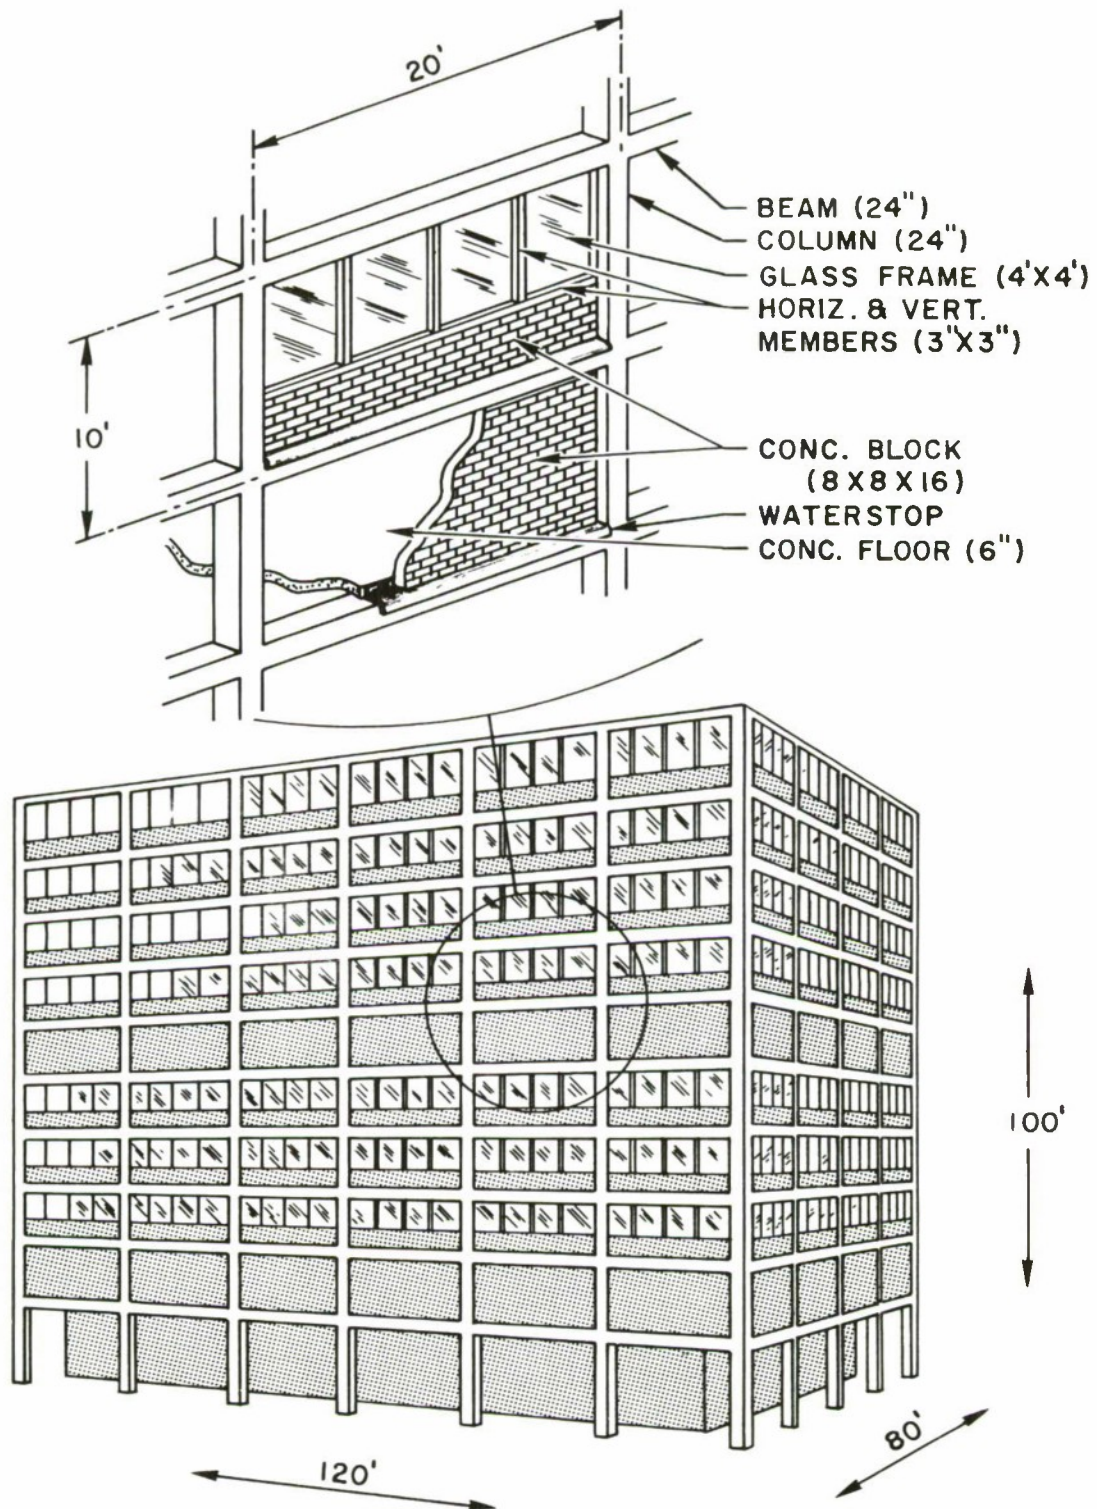 20'
BEAM (24")
COLUMN (24")
GLASS FRAME (4'X4')
HORIZ. & VERT.
MEMBERS (3"X3")
10'
CONC. BLOCK
(8X8X16)
WATERSTOP
CONC. FLOOR (6")
100'
80'
120'